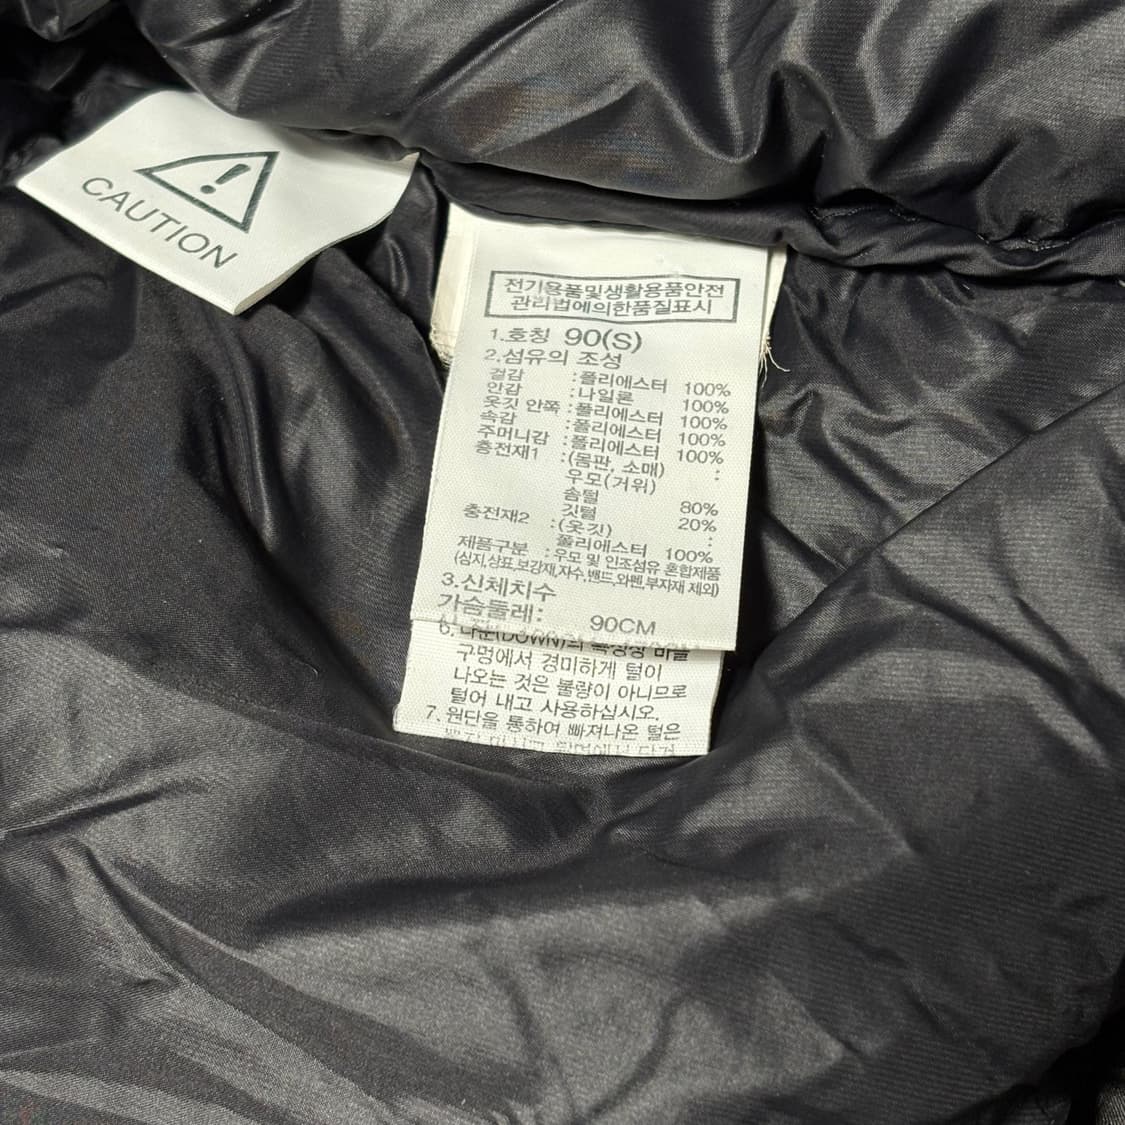 CAUTION
전기용품및생활용품안전
관리법에의한품질표시
1.호칭 90(S)
2.섬유의 조성
겉감 :폴리에스터 100%
안감 :나일론 100%
옷깃 안쪽 :폴리에스터 100%
속감 :폴리에스터 100%
주머니감 :폴리에스터 100%
충전재1 :(몸판, 소매) :
우모(거위)
솜털 80%
깃털 20%
충전재2 :(옷깃) :
폴리에스터 100%
제품구분 :우모 및 인조섬유 혼합제품
(심지,상표,보강재,자수,밴드,와펜,부자재 제외)
3.신체치수
가슴둘레: 90CM
6. 다운(DOWN)의 특성상 바늘
구멍에서 경미하게 털이
나오는 것은 불량이 아니므로
털어 내고 사용하십시오.
7. 원단을 통하여 빠져나온 털은